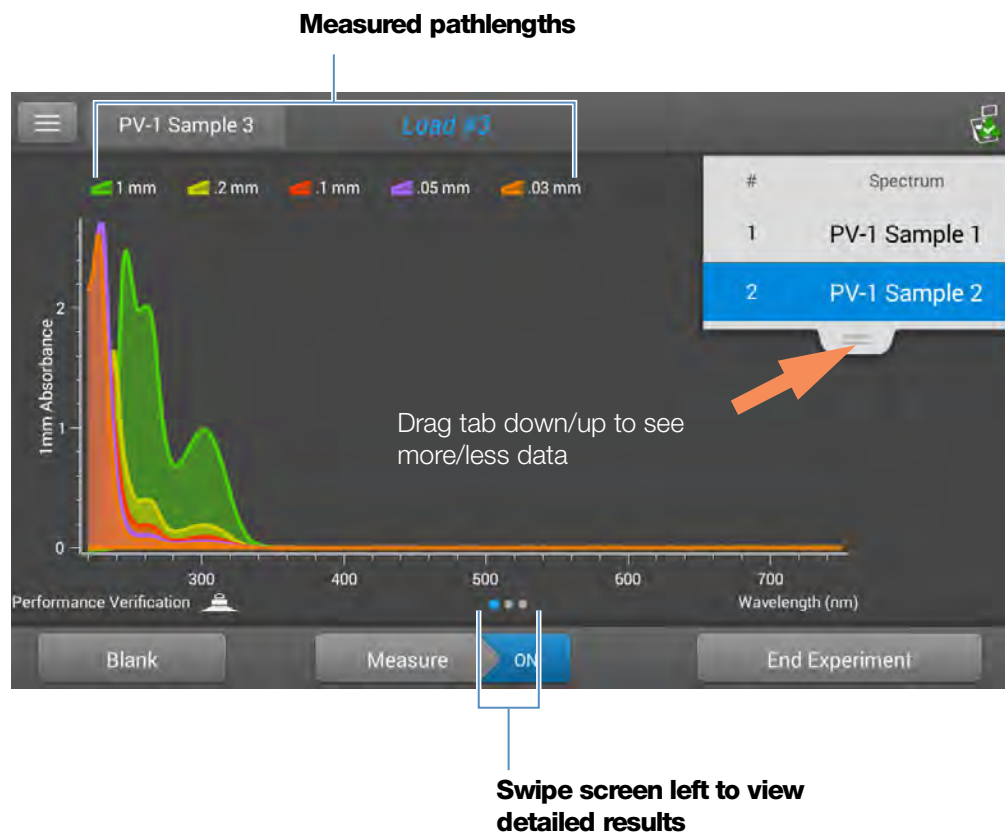 Measured pathlengths
PV-1 Sample 3
Load #3
1 mm
.2 mm
.1 mm
.05 mm
.03 mm
# Spectrum
1 PV-1 Sample 1
2 PV-1 Sample 2
Drag tab down/up to see
more/less data
1mm Absorbance
2
1
0
300 400 500 600 700
Performance Verification
Wavelength (nm)
Blank
Measure
ON
End Experiment
Swipe screen left to view
detailed results